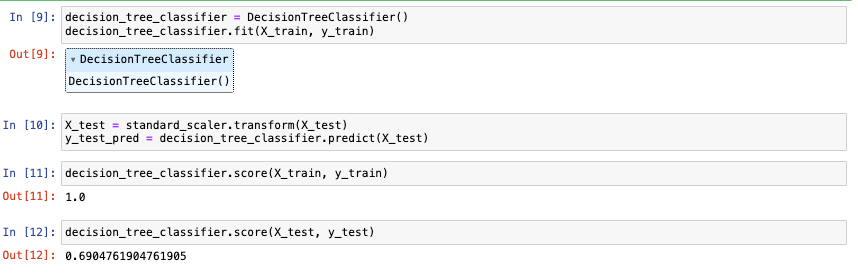 In [9]: decision_tree_classifier = DecisionTreeClassifier()
decision_tree_classifier.fit(X_train, y_train)
Out[9]: ▾ DecisionTreeClassifier
DecisionTreeClassifier()
In [10]: X_test = standard_scaler.transform(X_test)
y_test_pred = decision_tree_classifier.predict(X_test)
In [11]: decision_tree_classifier.score(X_train, y_train)
Out[11]: 1.0
In [12]: decision_tree_classifier.score(X_test, y_test)
Out[12]: 0.6904761904761905